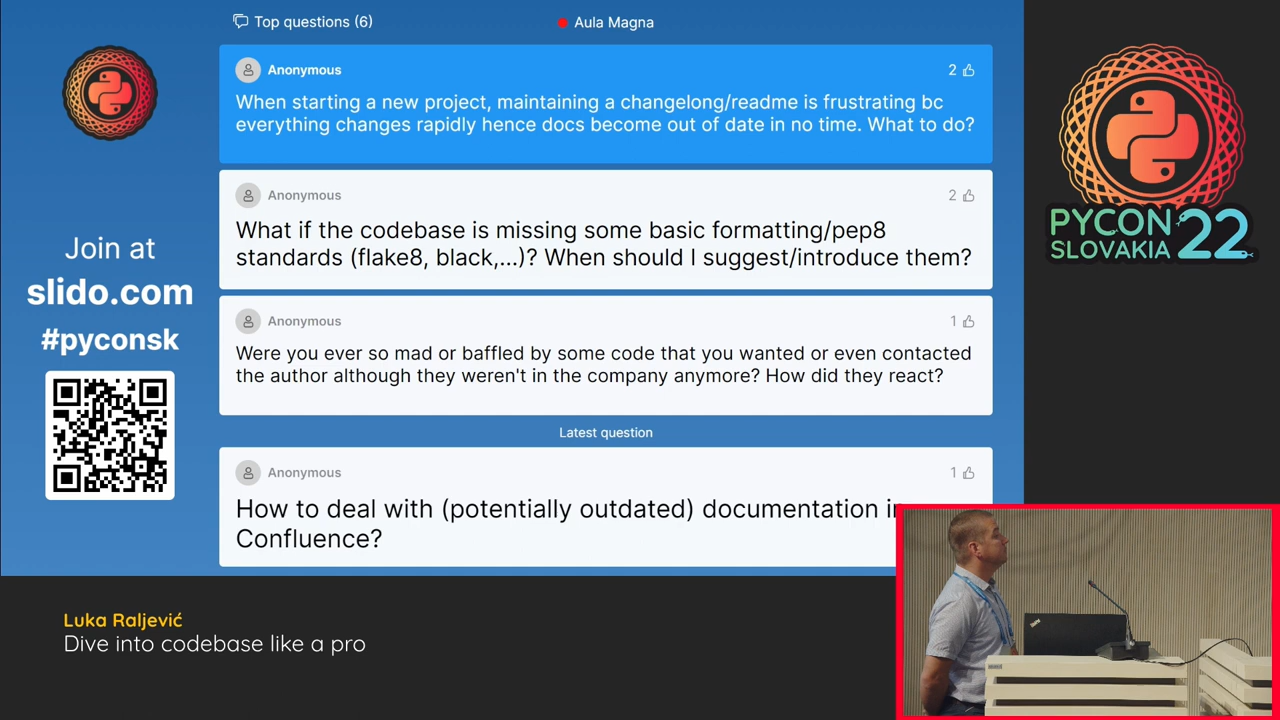 Top questions (6)
Aula Magna
Anonymous
2
When starting a new project, maintaining a changelong/readme is frustrating bc
everything changes rapidly hence docs become out of date in no time. What to do?
Anonymous
2
What if the codebase is missing some basic formatting/pep8
standards (flake8, black,...)? When should I suggest/introduce them?
Anonymous
1
Were you ever so mad or baffled by some code that you wanted or even contacted
the author although they weren't in the company anymore? How did they react?
Latest question
Anonymous
1
How to deal with (potentially outdated) documentation in
Confluence?
Join at
slido.com
#pyconsk
PYCON
SLOVAKIA
22
Luka Raljević
Dive into codebase like a pro